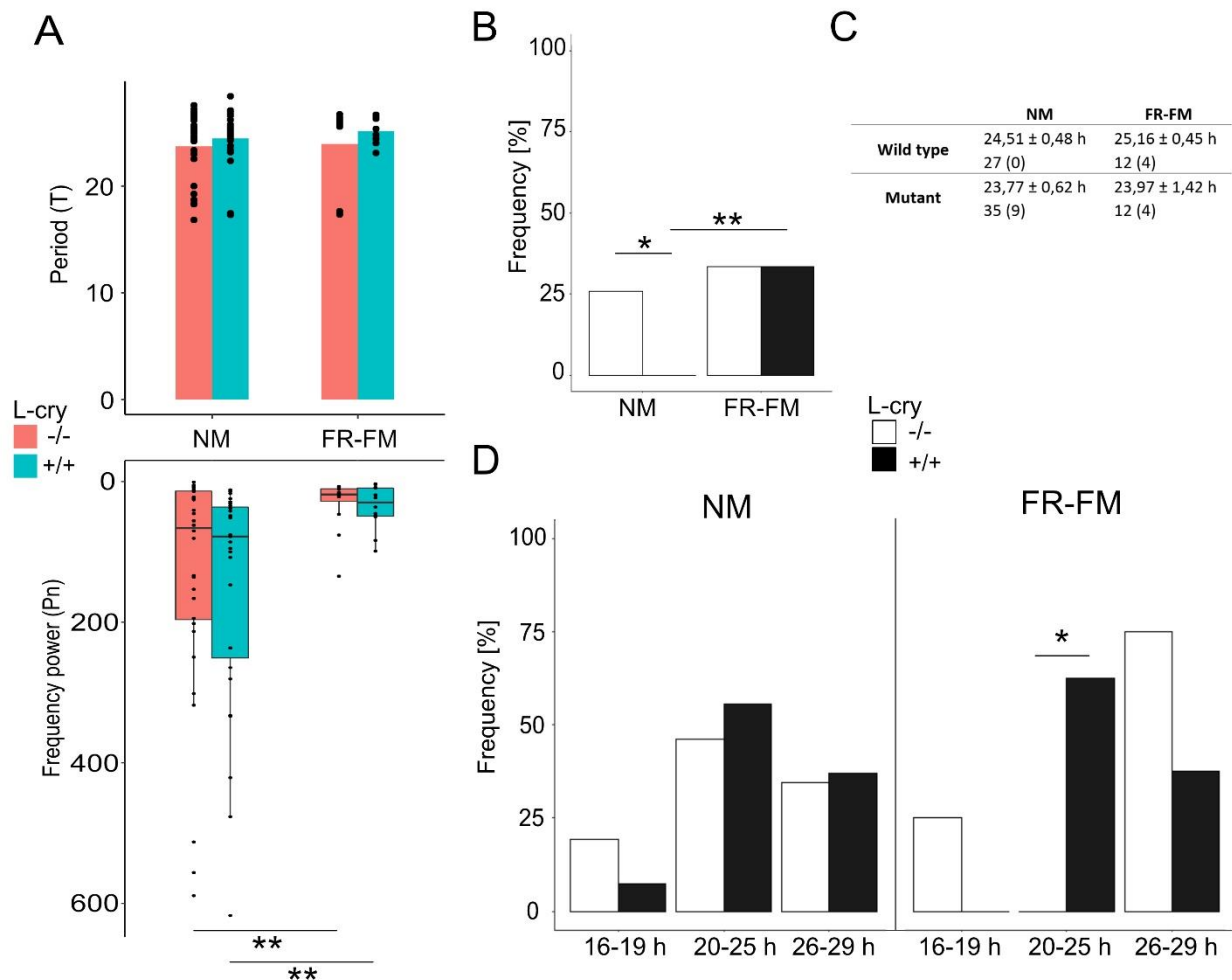 A
Period (T)
20
10
0
NM FR-FM
L-cry
-/-
+/+
Frequency power (Pn)
0
200
400
600
**
**
B
Frequency [%]
100
75
50
25
0
* **
NM FR-FM
C
NM FR-FM
Wild type 24,51 ± 0,48 h 25,16 ± 0,45 h
27 (0) 12 (4)
Mutant 23,77 ± 0,62 h 23,97 ± 1,42 h
35 (9) 12 (4)
L-cry
-/-
+/+
D
NM FR-FM
Frequency [%]
100
75
50
25
0
*
16-19 h 20-25 h 26-29 h 16-19 h 20-25 h 26-29 h